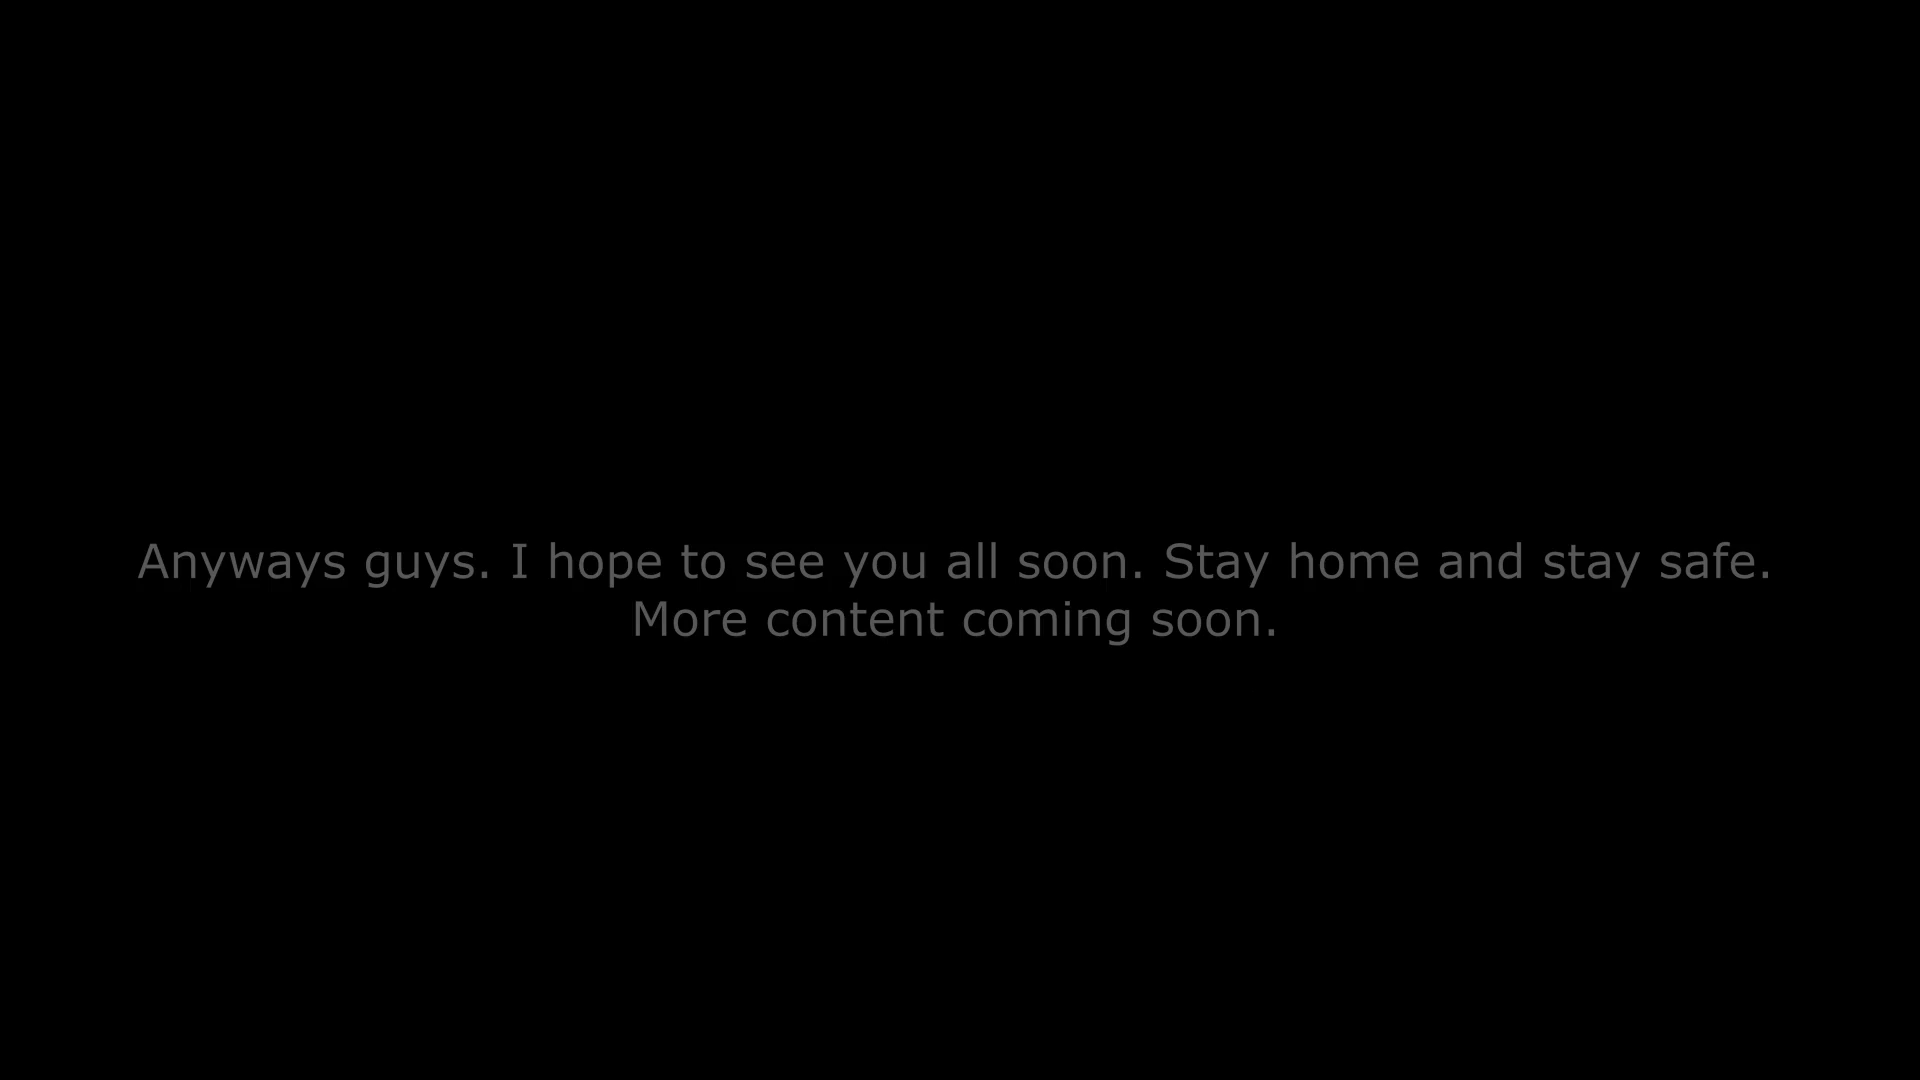 Anyways guys. I hope to see you all soon. Stay home and stay safe.
More content coming soon.